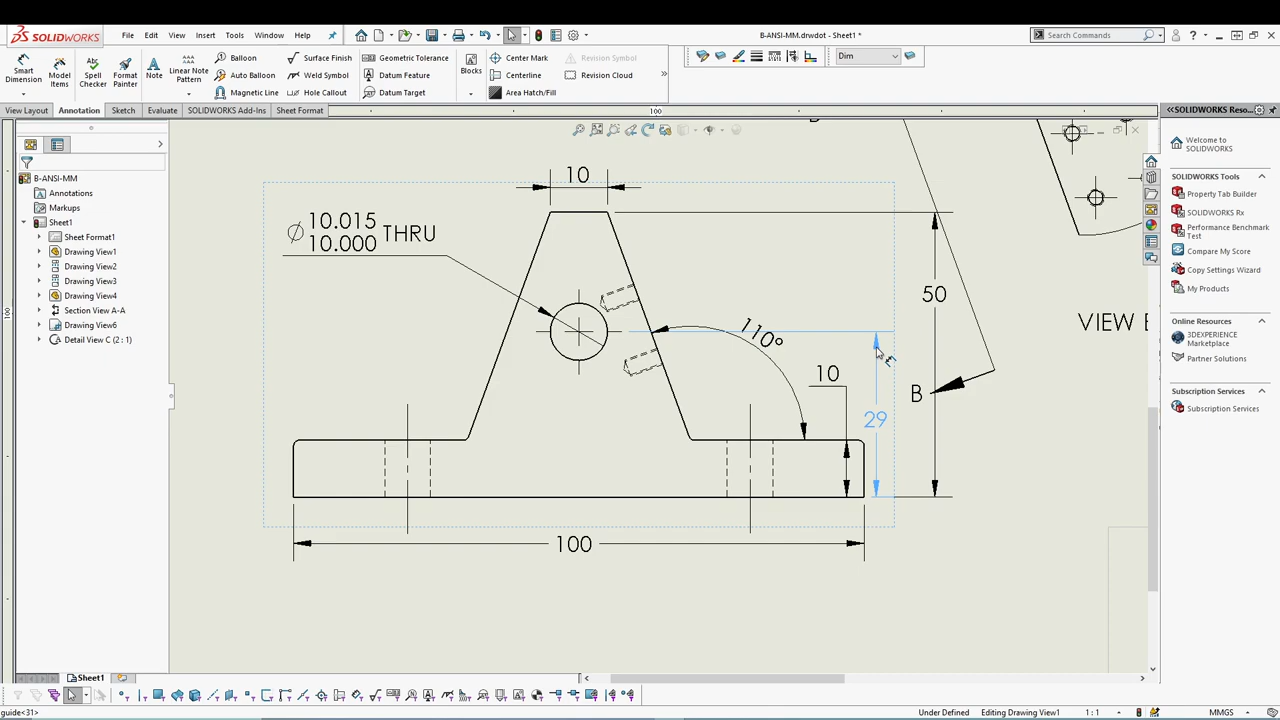 SOLIDWORKS
File Edit View Insert Tools Window Help
B-ANSI-MM.drwdot - Sheet1 *
Search Commands
Smart Dimension
Model Items
Spell Checker
Format Painter
Note
Linear Note Pattern
Balloon
Auto Balloon
Magnetic Line
Surface Finish
Weld Symbol
Hole Callout
Geometric Tolerance
Datum Feature
Datum Target
Blocks
Center Mark
Centerline
Area Hatch/Fill
Revision Symbol
Revision Cloud
Dim
View Layout Annotation Sketch Evaluate SOLIDWORKS Add-Ins Sheet Format
100
B-ANSI-MM
Annotations
Markups
Sheet1
Sheet Format1
Drawing View1
Drawing View2
Drawing View3
Drawing View4
Section View A-A
Drawing View6
Detail View C (2 : 1)
100
10
10.015
∅ THRU
10.000
50
110°
10
29
B
VIEW
100
SOLIDWORKS Reso...
Welcome to
SOLIDWORKS
SOLIDWORKS Tools
Property Tab Builder
SOLIDWORKS Rx
Performance Benchmark
Test
Compare My Score
Copy Settings Wizard
My Products
Online Resources
3DEXPERIENCE
Marketplace
Partner Solutions
Subscription Services
Subscription Services
Sheet1
guide<31>
Under Defined Editing Drawing View1 1 : 1 MMGS